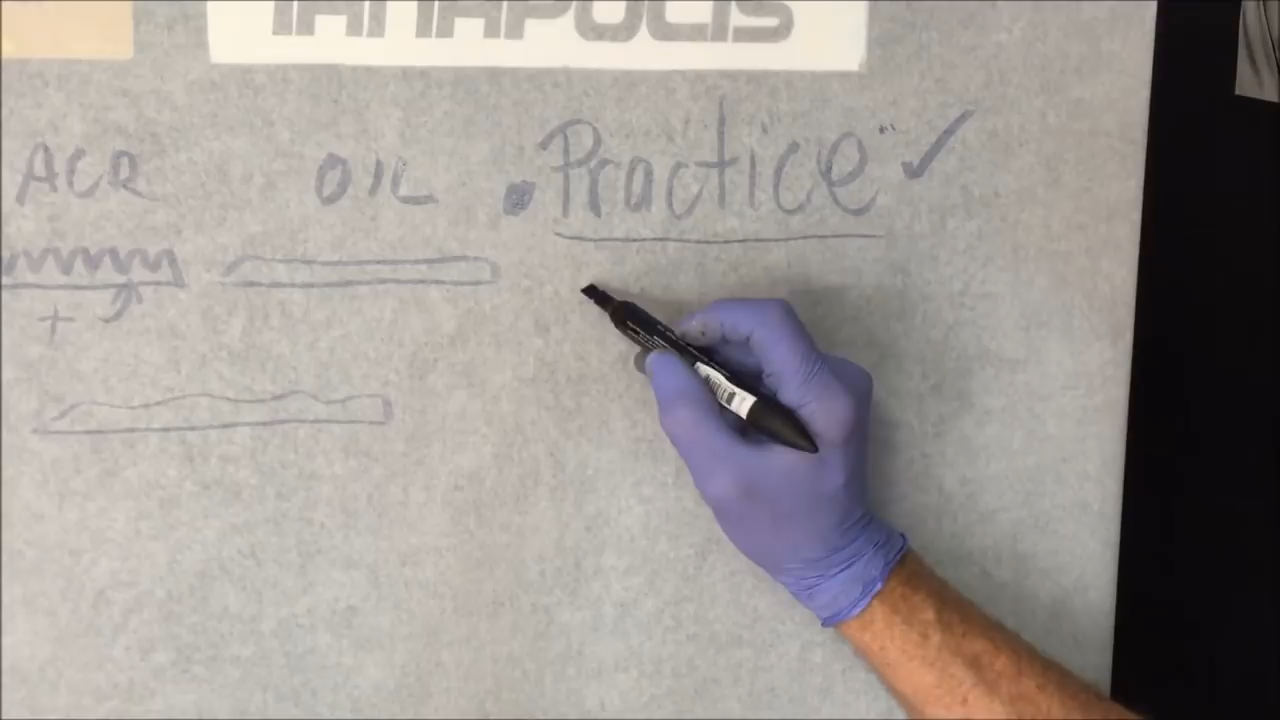 IANAPOLIS
ACR OIL • Practice" ✓
+